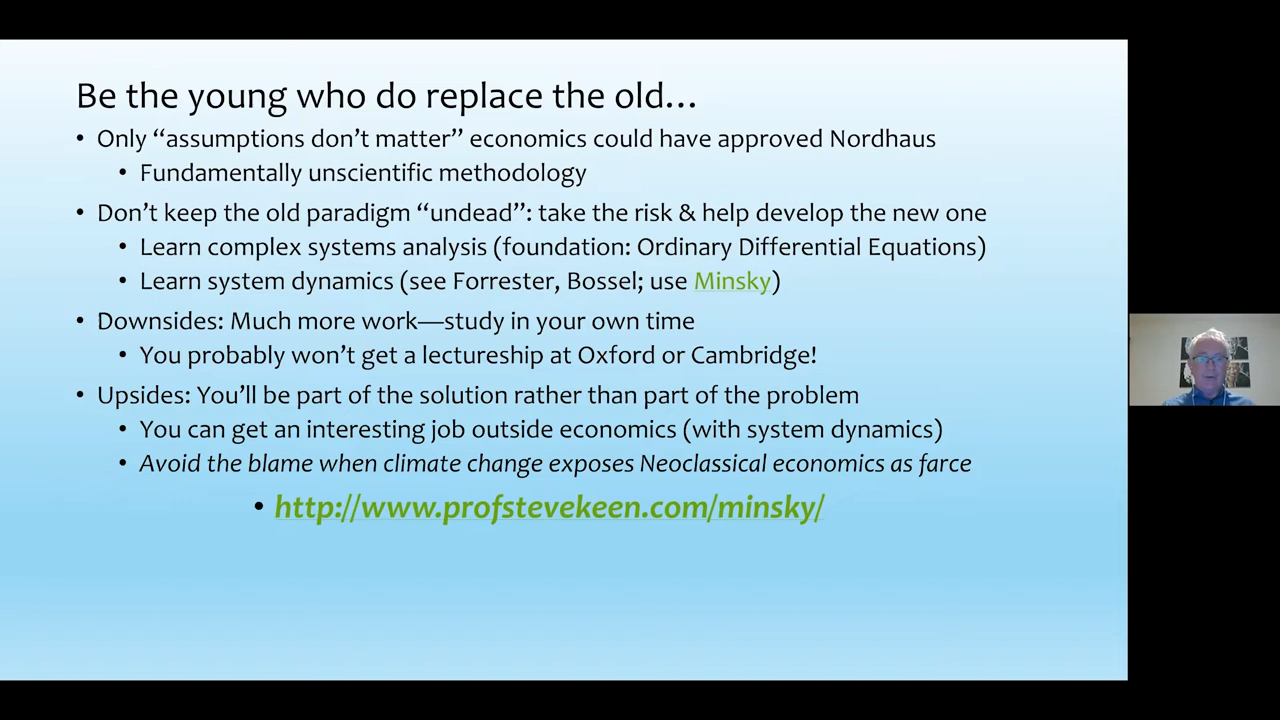 Be the young who do replace the old…
• Only “assumptions don’t matter” economics could have approved Nordhaus
• Fundamentally unscientific methodology
• Don’t keep the old paradigm “undead”: take the risk & help develop the new one
• Learn complex systems analysis (foundation: Ordinary Differential Equations)
• Learn system dynamics (see Forrester, Bossel; use Minsky)
• Downsides: Much more work—study in your own time
• You probably won’t get a lectureship at Oxford or Cambridge!
• Upsides: You’ll be part of the solution rather than part of the problem
• You can get an interesting job outside economics (with system dynamics)
• Avoid the blame when climate change exposes Neoclassical economics as farce
• http://www.profstevekeen.com/minsky/